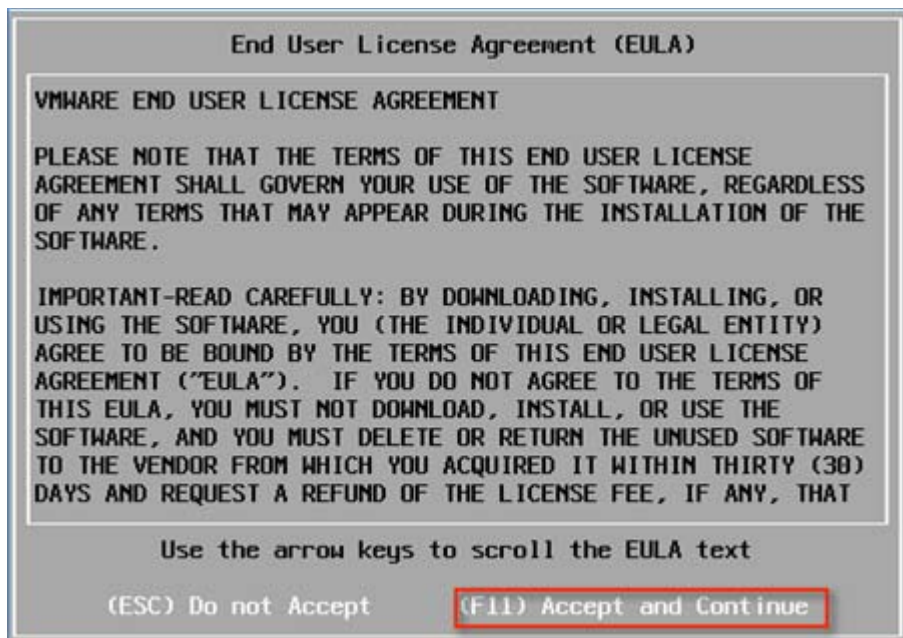 End User License Agreement (EULA)
VMWARE END USER LICENSE AGREEMENT
PLEASE NOTE THAT THE TERMS OF THIS END USER LICENSE
AGREEMENT SHALL GOVERN YOUR USE OF THE SOFTWARE, REGARDLESS
OF ANY TERMS THAT MAY APPEAR DURING THE INSTALLATION OF THE
SOFTWARE.
IMPORTANT-READ CAREFULLY: BY DOWNLOADING, INSTALLING, OR
USING THE SOFTWARE, YOU (THE INDIVIDUAL OR LEGAL ENTITY)
AGREE TO BE BOUND BY THE TERMS OF THIS END USER LICENSE
AGREEMENT ("EULA"). IF YOU DO NOT AGREE TO THE TERMS OF
THIS EULA, YOU MUST NOT DOWNLOAD, INSTALL, OR USE THE
SOFTWARE, AND YOU MUST DELETE OR RETURN THE UNUSED SOFTWARE
TO THE VENDOR FROM WHICH YOU ACQUIRED IT WITHIN THIRTY (30)
DAYS AND REQUEST A REFUND OF THE LICENSE FEE, IF ANY, THAT
Use the arrow keys to scroll the EULA text
(ESC) Do not Accept (F11) Accept and Continue